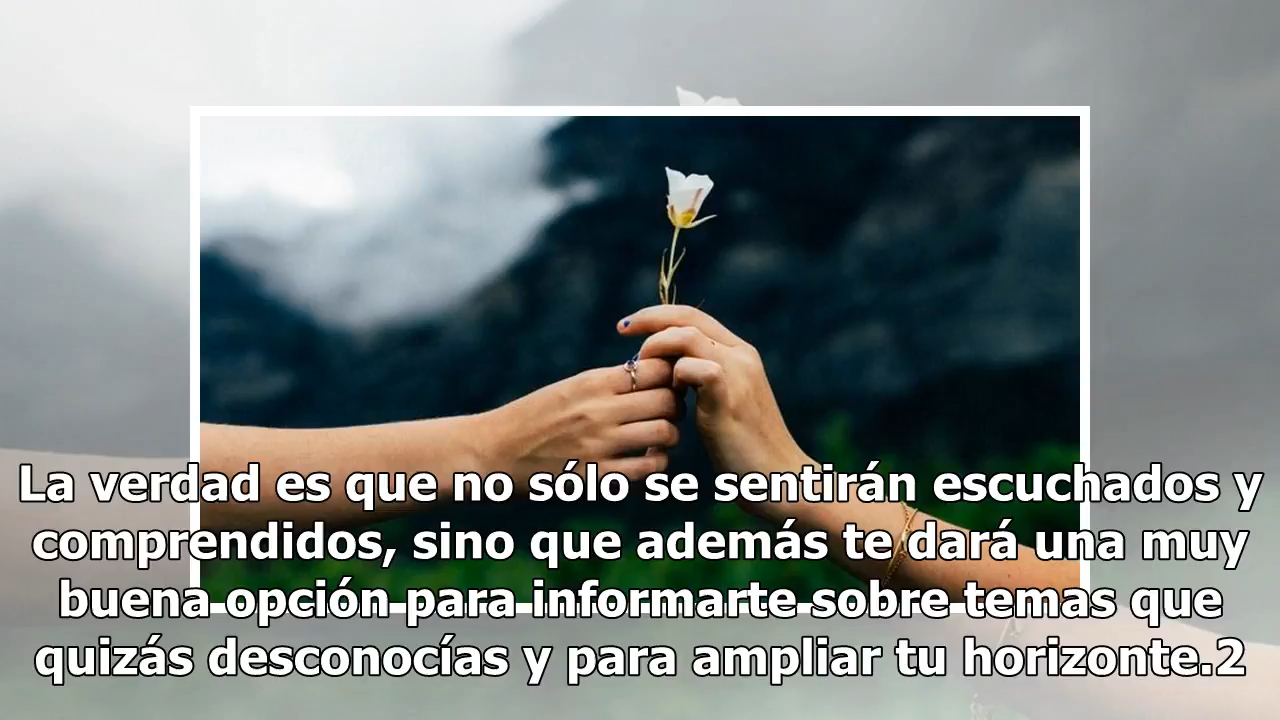 La verdad es que no sólo se sentirán escuchados y
comprendidos, sino que además te dará una muy
buena opción para informarte sobre temas que
quizás desconocías y para ampliar tu horizonte.2